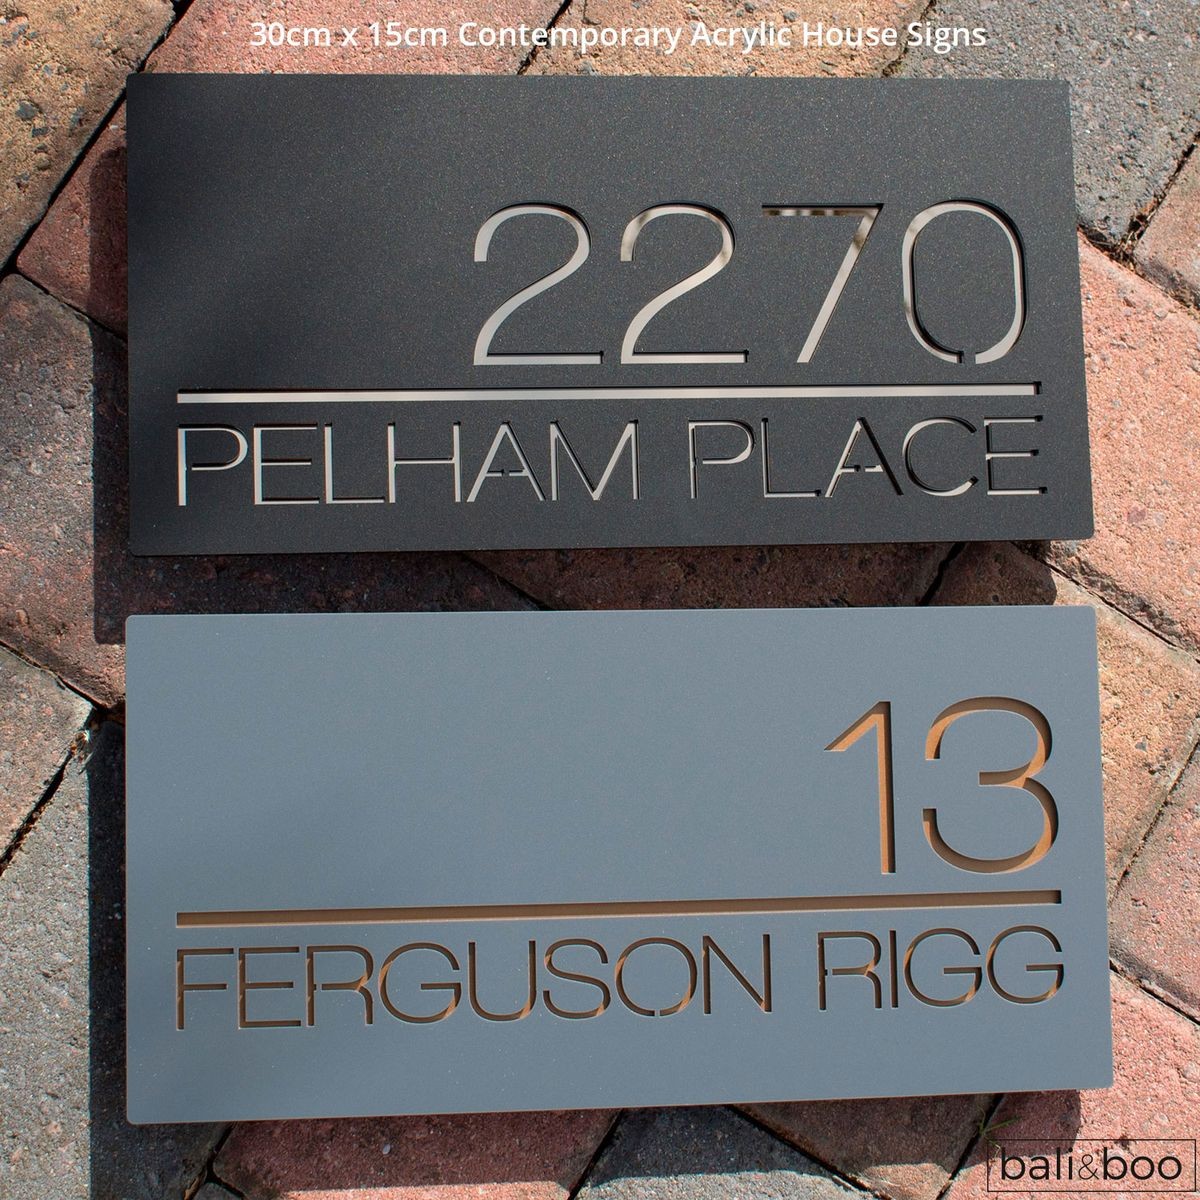 30cm x 15cm Contemporary Acrylic House Signs
2270
PELHAM PLACE
13
FERGUSON RIGG
bali&boo